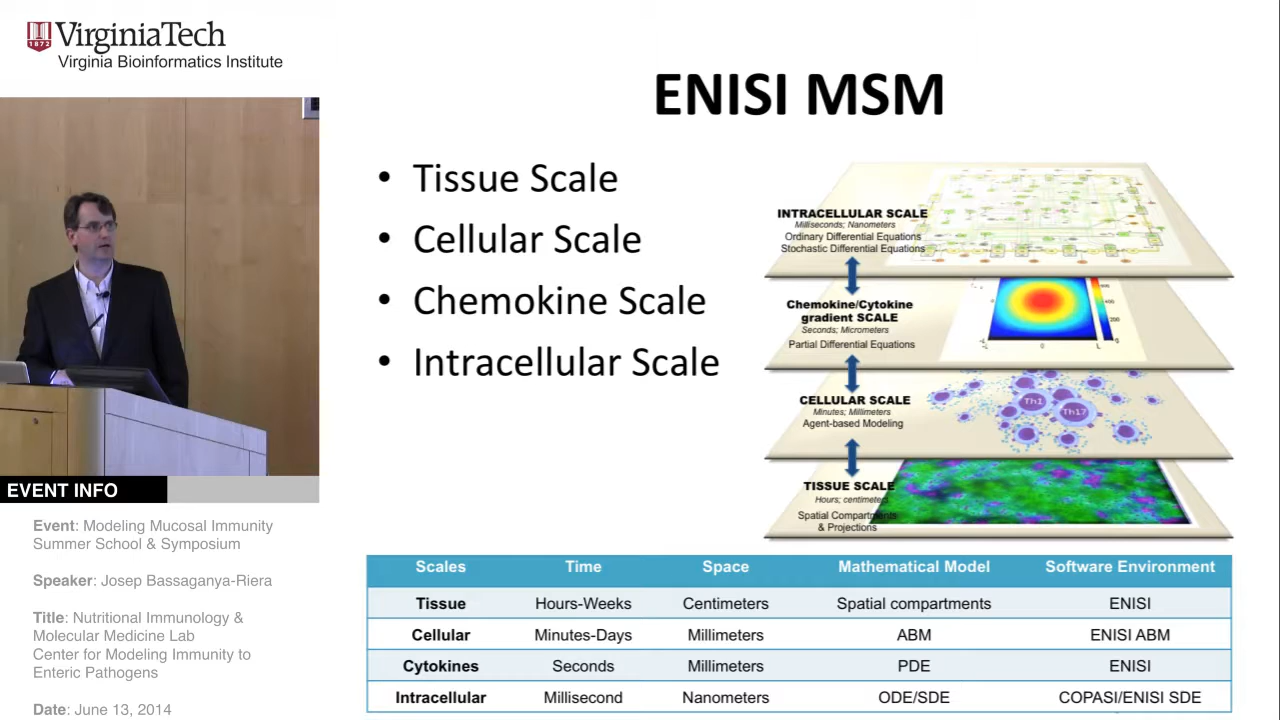 1872
VirginiaTech
Virginia Bioinformatics Institute
ENISI MSM
• Tissue Scale
• Cellular Scale
• Chemokine Scale
• Intracellular Scale
INTRACELLULAR SCALE
Milliseconds; Nanometers
Ordinary Differential Equations
Stochastic Differential Equations
Chemokine/Cytokine
gradient SCALE
Seconds; Micrometers
Partial Differential Equations
200
0
L
0
CELLULAR SCALE
Minutes; Millimeters
Agent-based Modeling
Th1
Th17
TISSUE SCALE
Hours; centimeters
Spatial Compartments
& Projections
Scales Time Space Mathematical Model Software Environment
Tissue Hours-Weeks Centimeters Spatial compartments ENISI
Cellular Minutes-Days Millimeters ABM ENISI ABM
Cytokines Seconds Millimeters PDE ENISI
Intracellular Millisecond Nanometers ODE/SDE COPASI/ENISI SDE
EVENT INFO
Event: Modeling Mucosal Immunity
Summer School & Symposium
Speaker: Josep Bassaganya-Riera
Title: Nutritional Immunology &
Molecular Medicine Lab
Center for Modeling Immunity to
Enteric Pathogens
Date: June 13, 2014